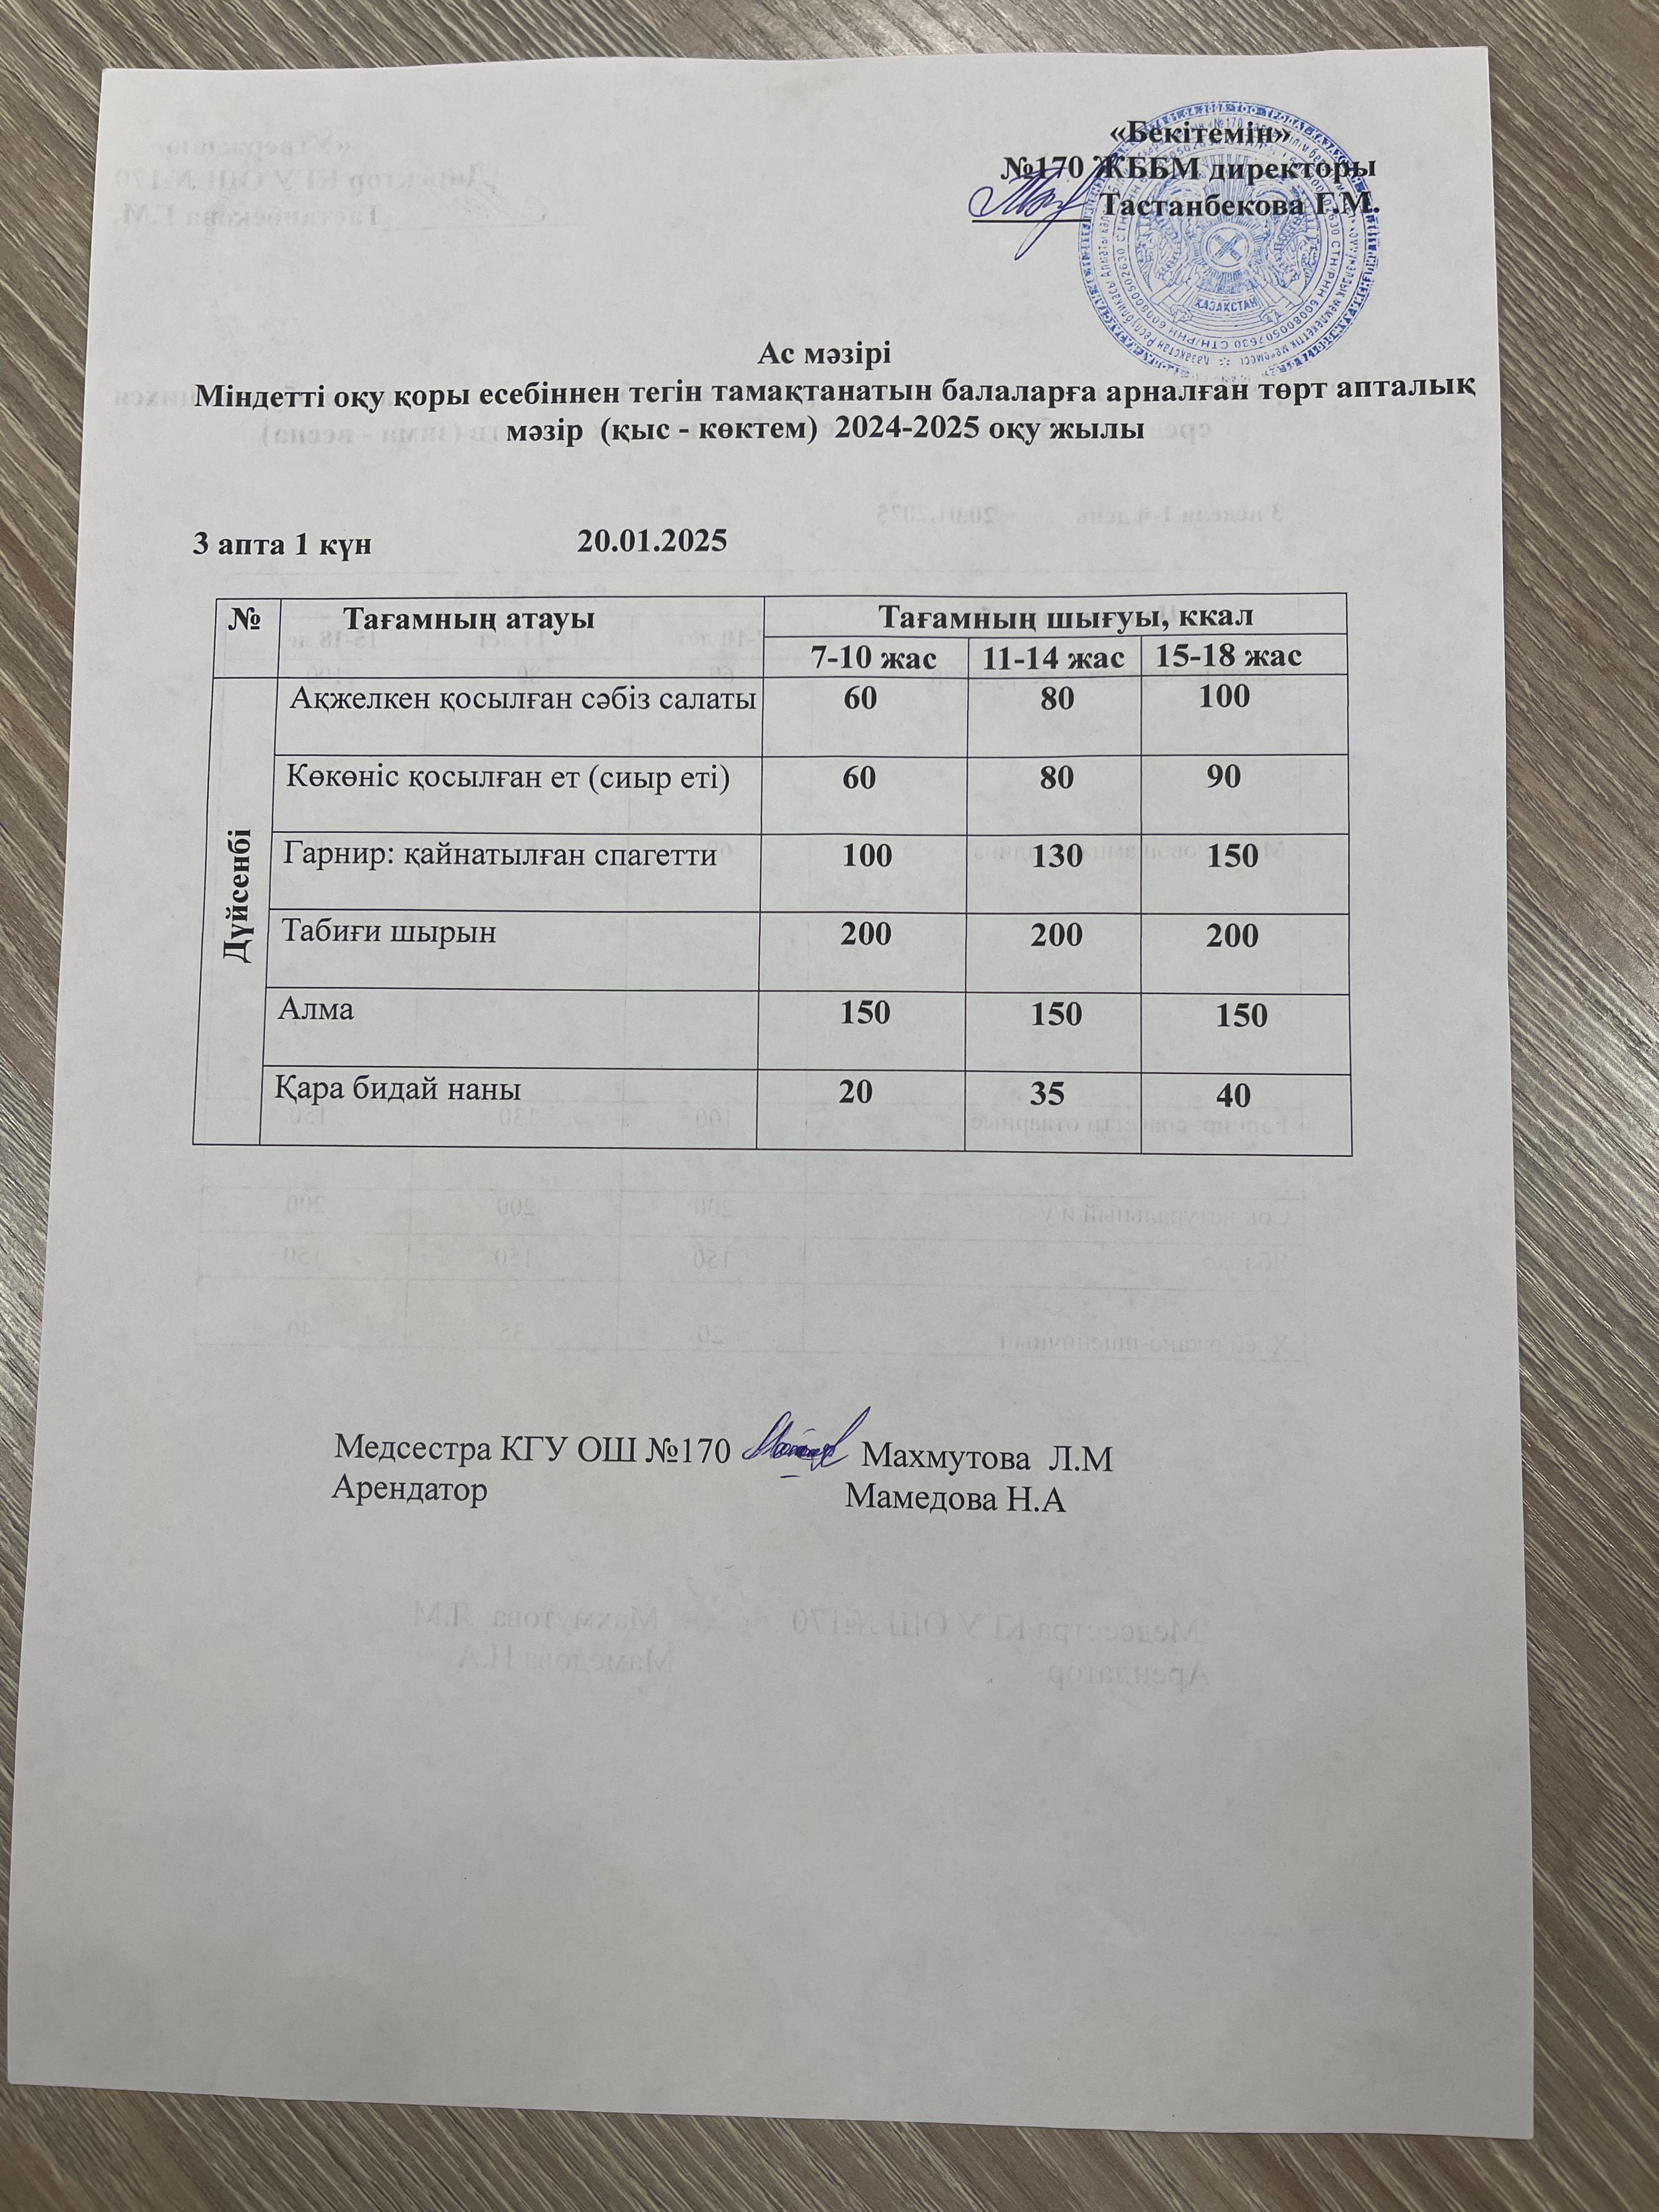 «Бекітемін»
№170 ЖББМ директоры
Тастанбекова Г.М.
ҚАЗАҚСТАН
Ас мәзірі
Міндетті оқу қоры есебіннен тегін тамақтанатын балаларға арналған төрт апталық
мәзір (қыс - көктем) 2024-2025 оқу жылы
3 апта 1 күн 20.01.2025
№ Тағамның атауы Тағамның шығуы, ккал
7-10 жас 11-14 жас 15-18 жас
Дүйсенбі
Ақжелкен қосылған сәбіз салаты 60 80 100
Көкөніс қосылған ет (сиыр еті) 60 80 90
Гарнир: қайнатылған спагетти 100 130 150
Табиғи шырын 200 200 200
Алма 150 150 150
Қара бидай наны 20 35 40
Медсестра КГУ ОШ №170 Махмутова Л.М
Арендатор Мамедова Н.А